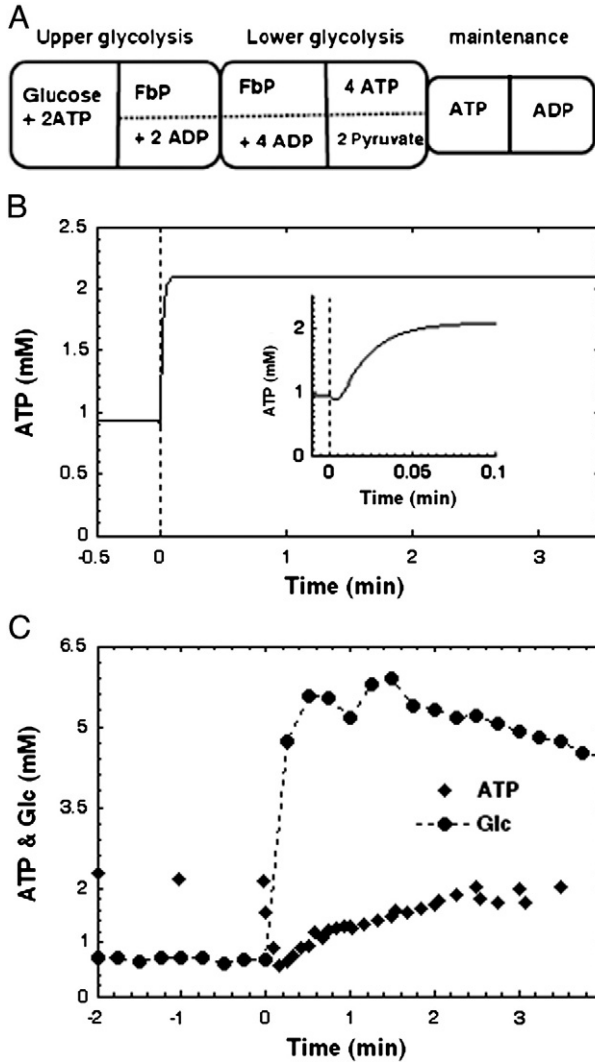 A
Upper glycolysis Lower glycolysis maintenance
Glucose + 2ATP
FbP
+ 2 ADP
FbP
+ 4 ADP
4 ATP
2 Pyruvate
ATP
ADP
B
2.5
2
1.5
1
0.5
0
ATP (mM)
-0.5 0 1 2 3
Time (min)
2
1
0
ATP (mM)
0 0.05 0.1
Time (min)
C
6.5
5
3.5
2
1
0
ATP & Glc (mM)
ATP
Glc
-2 -1 0 1 2 3
Time (min)